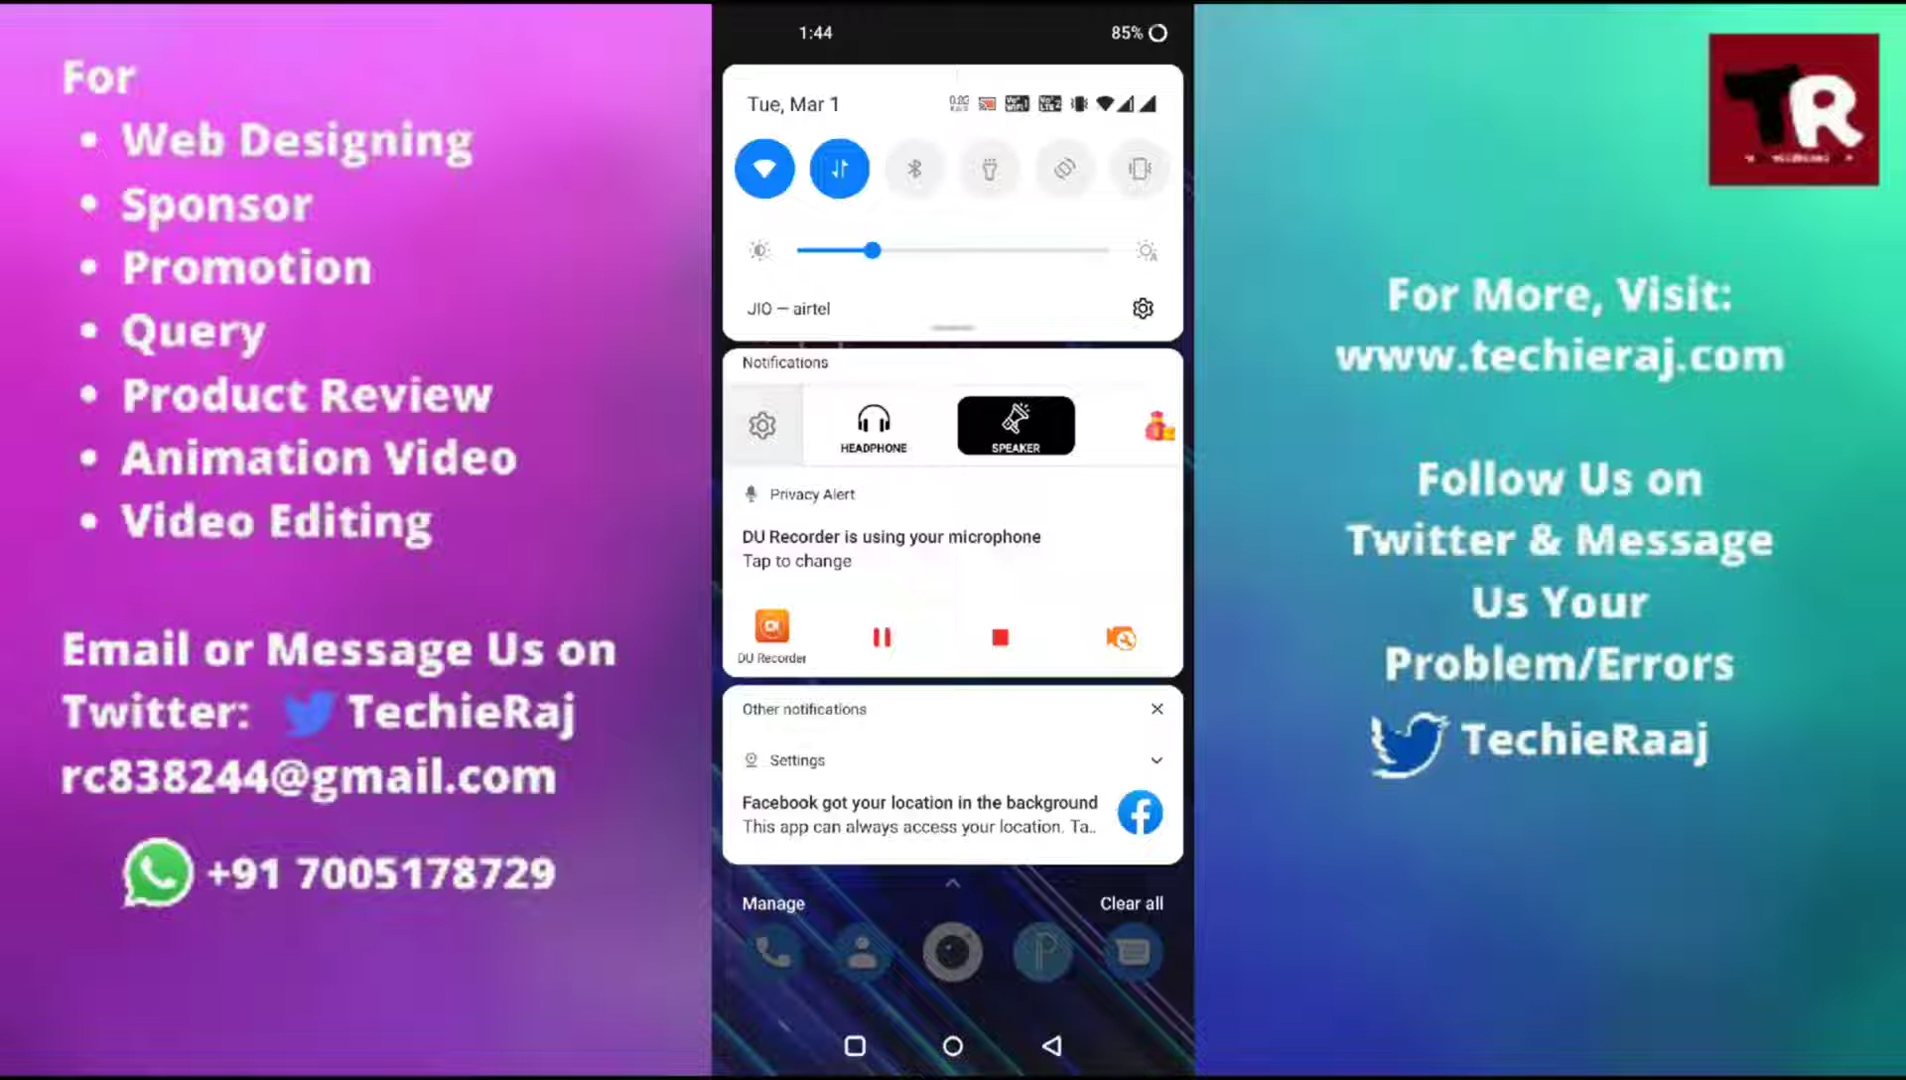 For
• Web Designing
• Sponsor
• Promotion
• Query
• Product Review
• Animation Video
• Video Editing
Email or Message Us on
Twitter: TechieRaj
rc838244@gmail.com
+91 7005178729
1:44
85%
Tue, Mar 1
JIO — airtel
Notifications
HEADPHONE
SPEAKER
Privacy Alert
DU Recorder is using your microphone
Tap to change
DU Recorder
Other notifications
Settings
Facebook got your location in the background
This app can always access your location. Ta..
Manage
Clear all
TR
For More, Visit:
www.techieraj.com
Follow Us on
Twitter & Message
Us Your
Problem/Errors
TechieRaaj